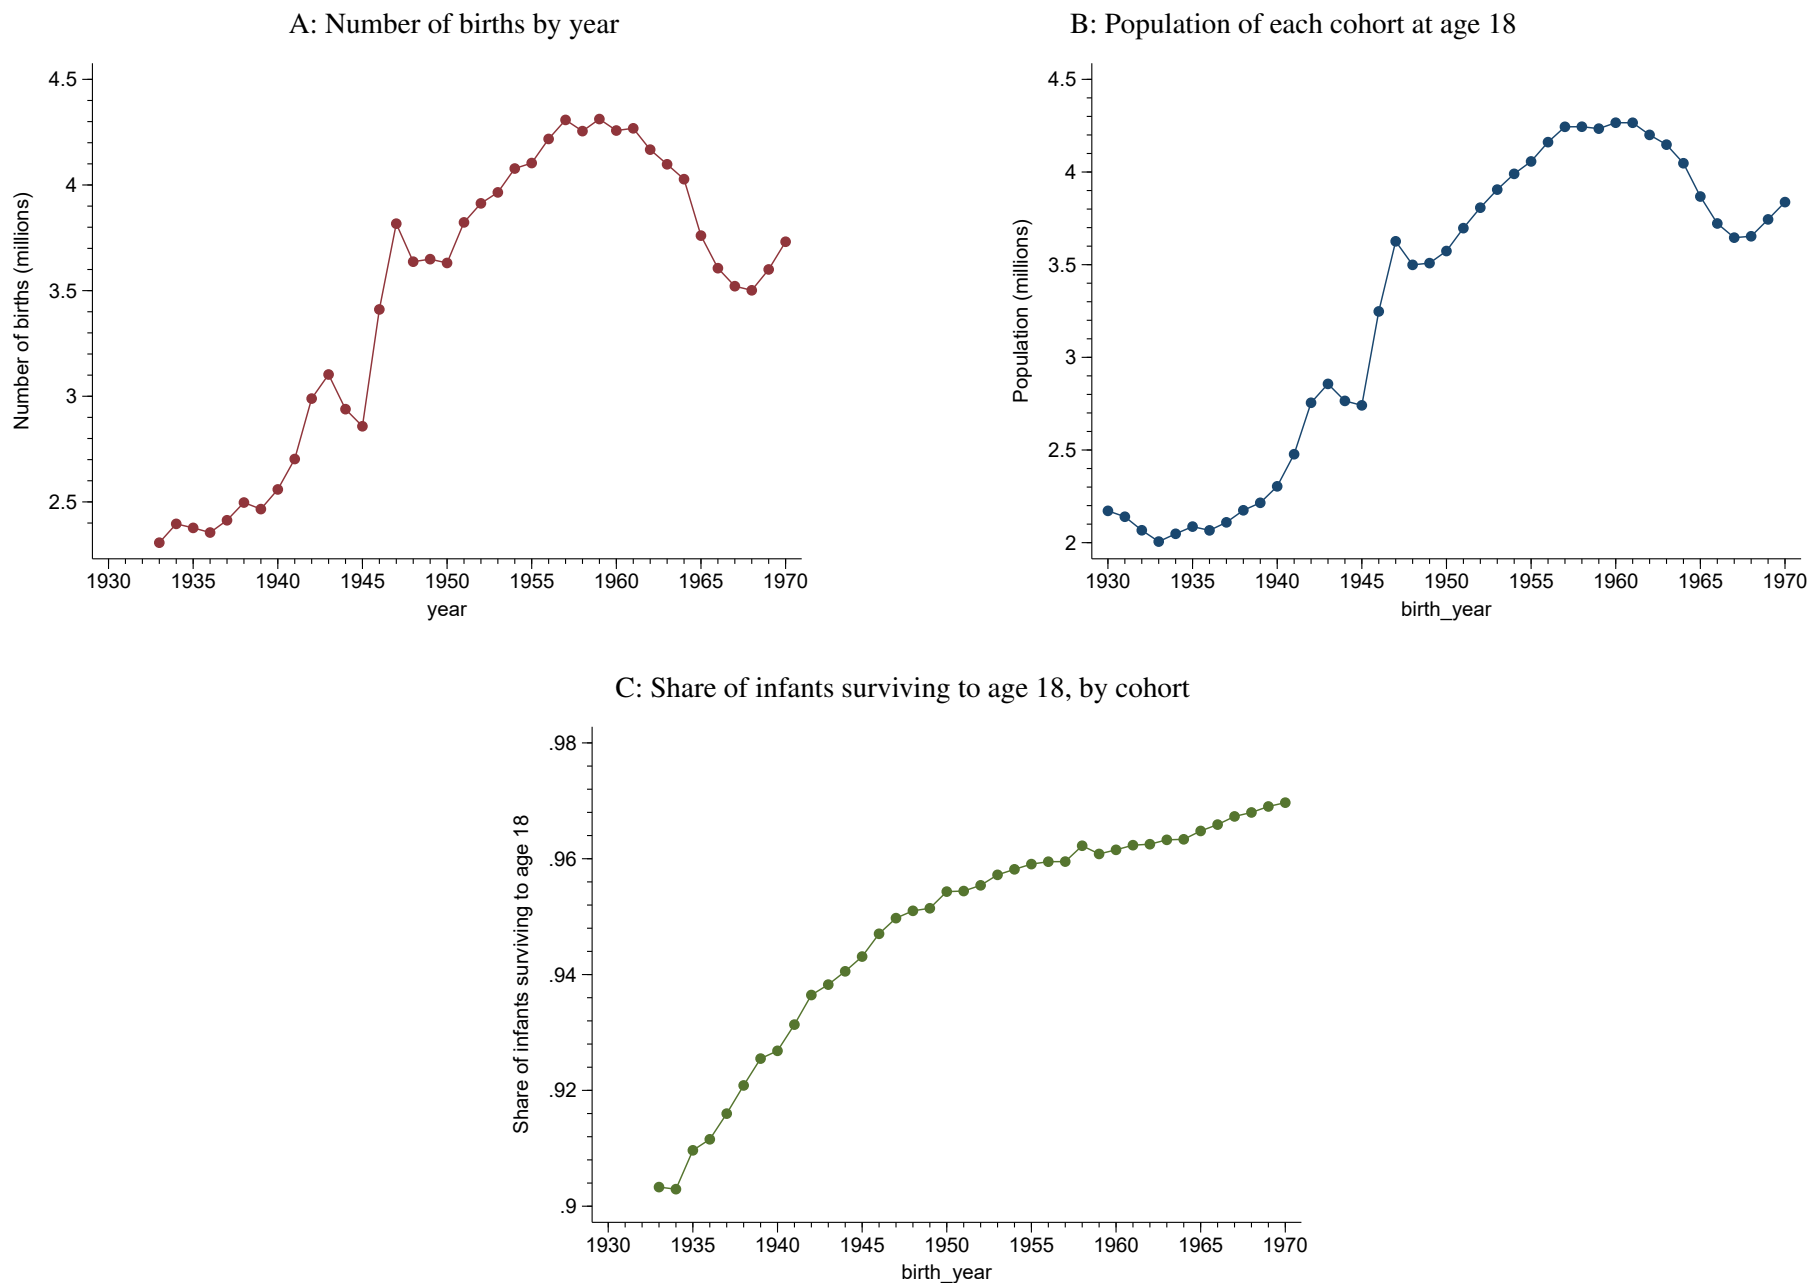 A: Number of births by year
4.5
4
3.5
3
2.5
Number of births (millions)
1930 1935 1940 1945 1950 1955 1960 1965 1970
year
B: Population of each cohort at age 18
4.5
4
3.5
3
2.5
2
Population (millions)
1930 1935 1940 1945 1950 1955 1960 1965 1970
birth_year
C: Share of infants surviving to age 18, by cohort
.98
.96
.94
.92
.9
Share of infants surviving to age 18
1930 1935 1940 1945 1950 1955 1960 1965 1970
birth_year